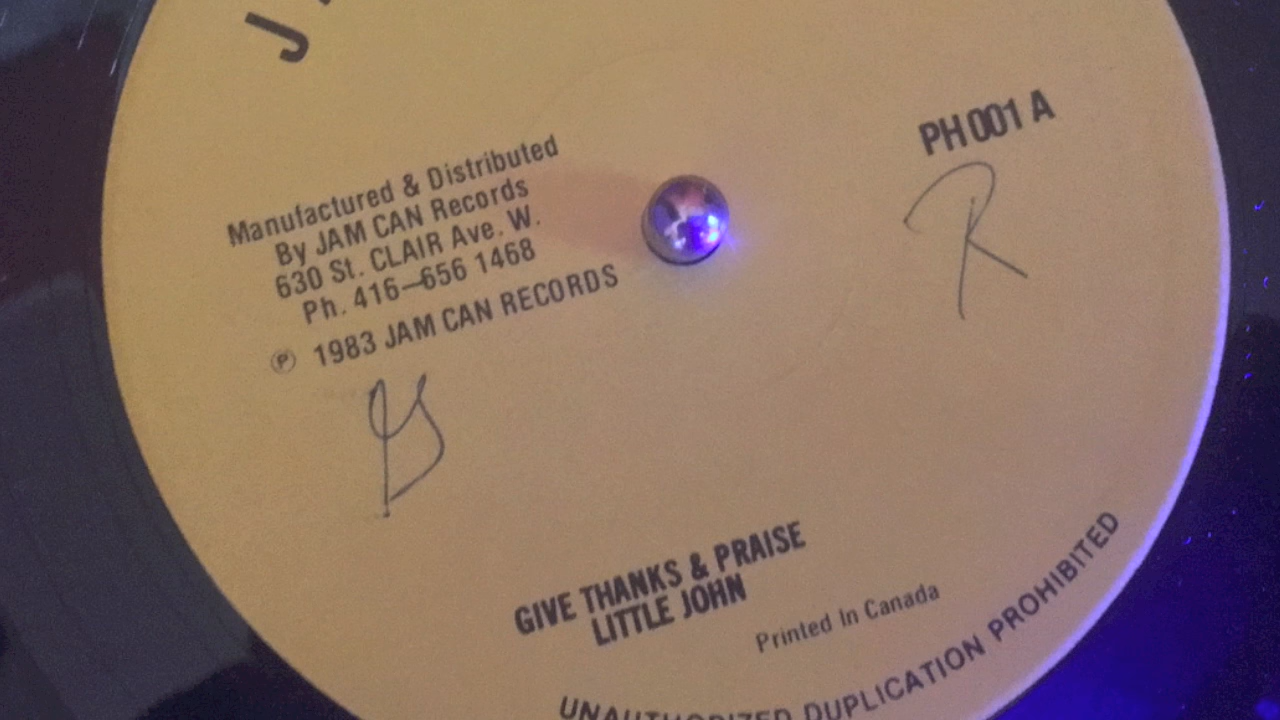 J
PH 001 A
R
Manufactured & Distributed
By JAM CAN Records
630 St. CLAIR Ave. W.
Ph. 416–656 1468
℗ 1983 JAM CAN RECORDS
GIVE THANKS & PRAISE
LITTLE JOHN
Printed In Canada
UNAUTHORIZED DUPLICATION PROHIBITED